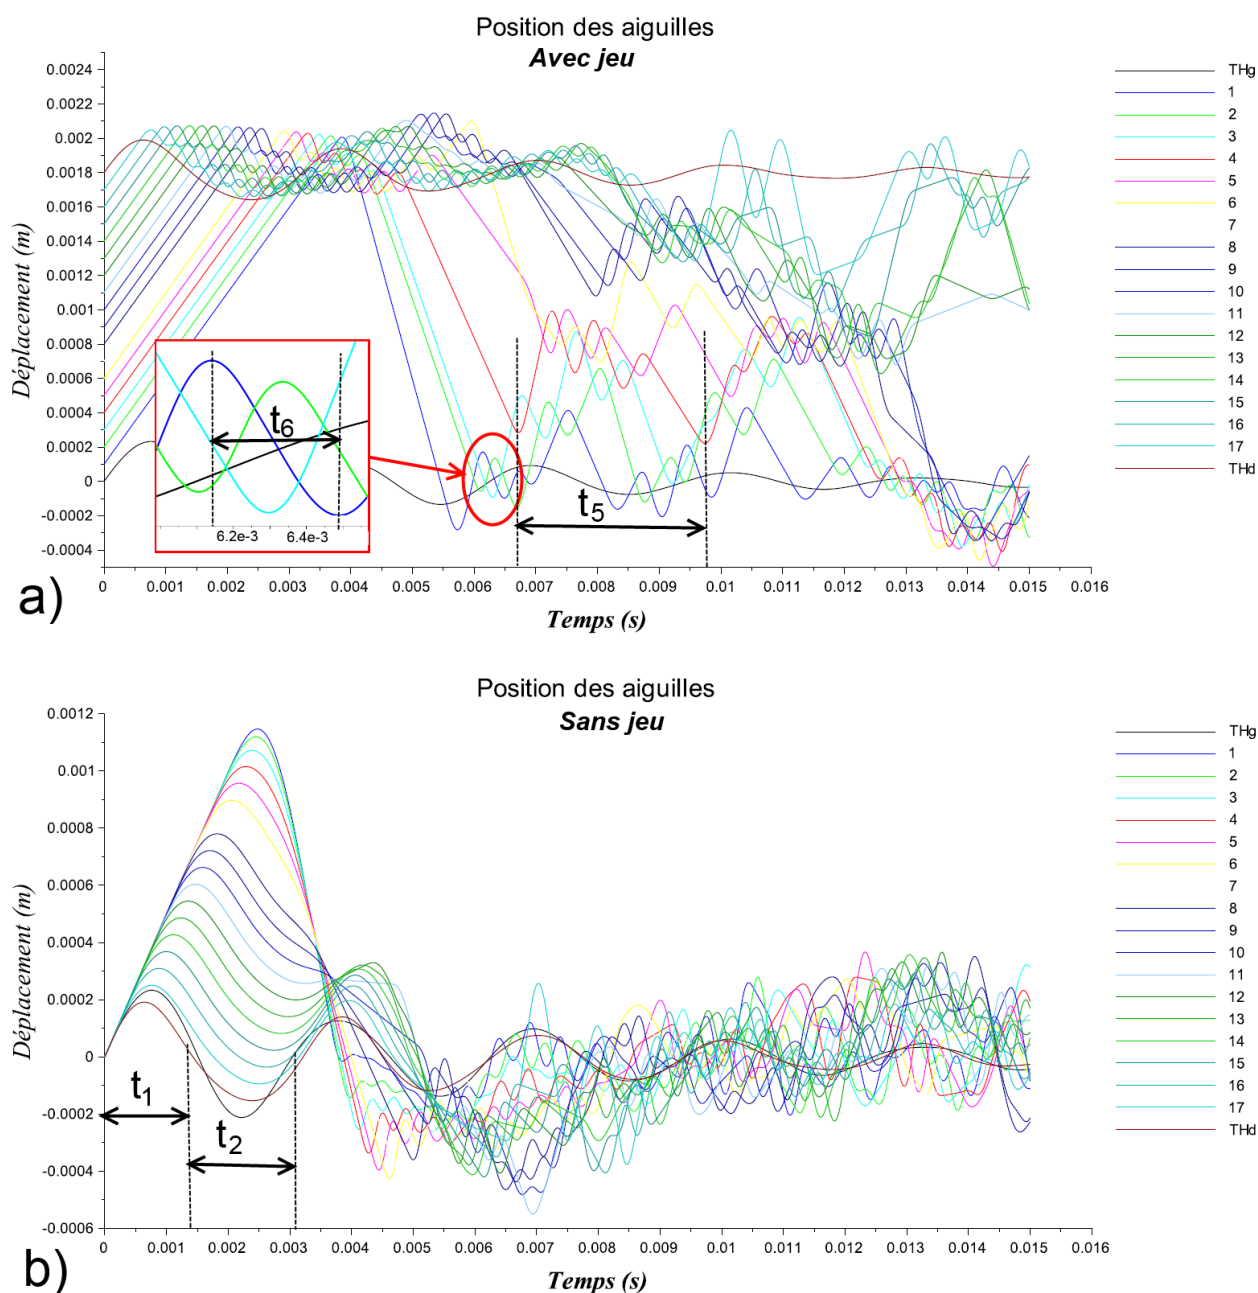 Position des aiguilles
Avec jeu
0.0024
0.0022
0.002
0.0018
0.0016
0.0014
0.0012
0.001
0.0008
0.0006
0.0004
0.0002
0
-0.0002
-0.0004
Déplacement (m)
t6
6.2e-3 6.4e-3
t5
0 0.001 0.002 0.003 0.004 0.005 0.006 0.007 0.008 0.009 0.01 0.011 0.012 0.013 0.014 0.015 0.016
Temps (s)
a)
THg
1
2
3
4
5
6
7
8
9
10
11
12
13
14
15
16
17
THd
Position des aiguilles
Sans jeu
0.0012
0.001
0.0008
0.0006
0.0004
0.0002
0
-0.0002
-0.0004
-0.0006
Déplacement (m)
t1
t2
0 0.001 0.002 0.003 0.004 0.005 0.006 0.007 0.008 0.009 0.01 0.011 0.012 0.013 0.014 0.015 0.016
Temps (s)
b)
THg
1
2
3
4
5
6
7
8
9
10
11
12
13
14
15
16
17
THd